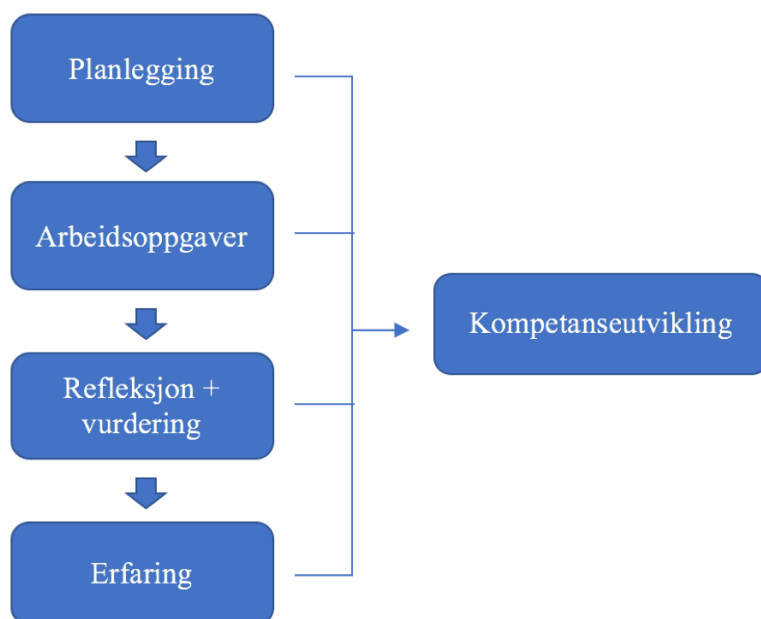 Planlegging
Arbeidsoppgaver
Refleksjon +
vurdering
Erfaring
Kompetanseutvikling